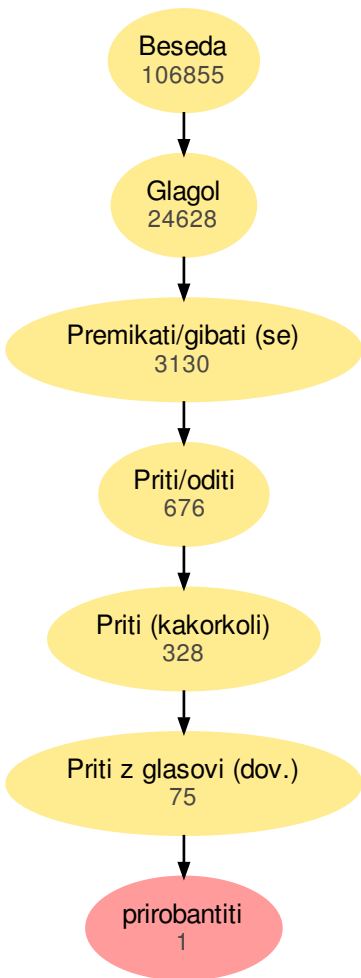 Beseda
106855
Glagol
24628
Premikati/gibati (se)
3130
Priti/oditi
676
Priti (kakorkoli)
328
Priti z glasovi (dov.)
75
prirobantiti
1